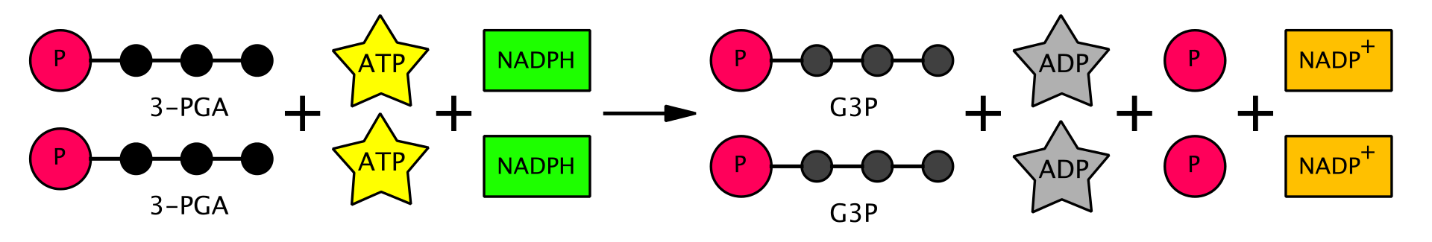 P 3-PGA + ATP + NADPH G3P + ADP + P + NADP+
P 3-PGA ATP NADPH P G3P ADP P NADP+